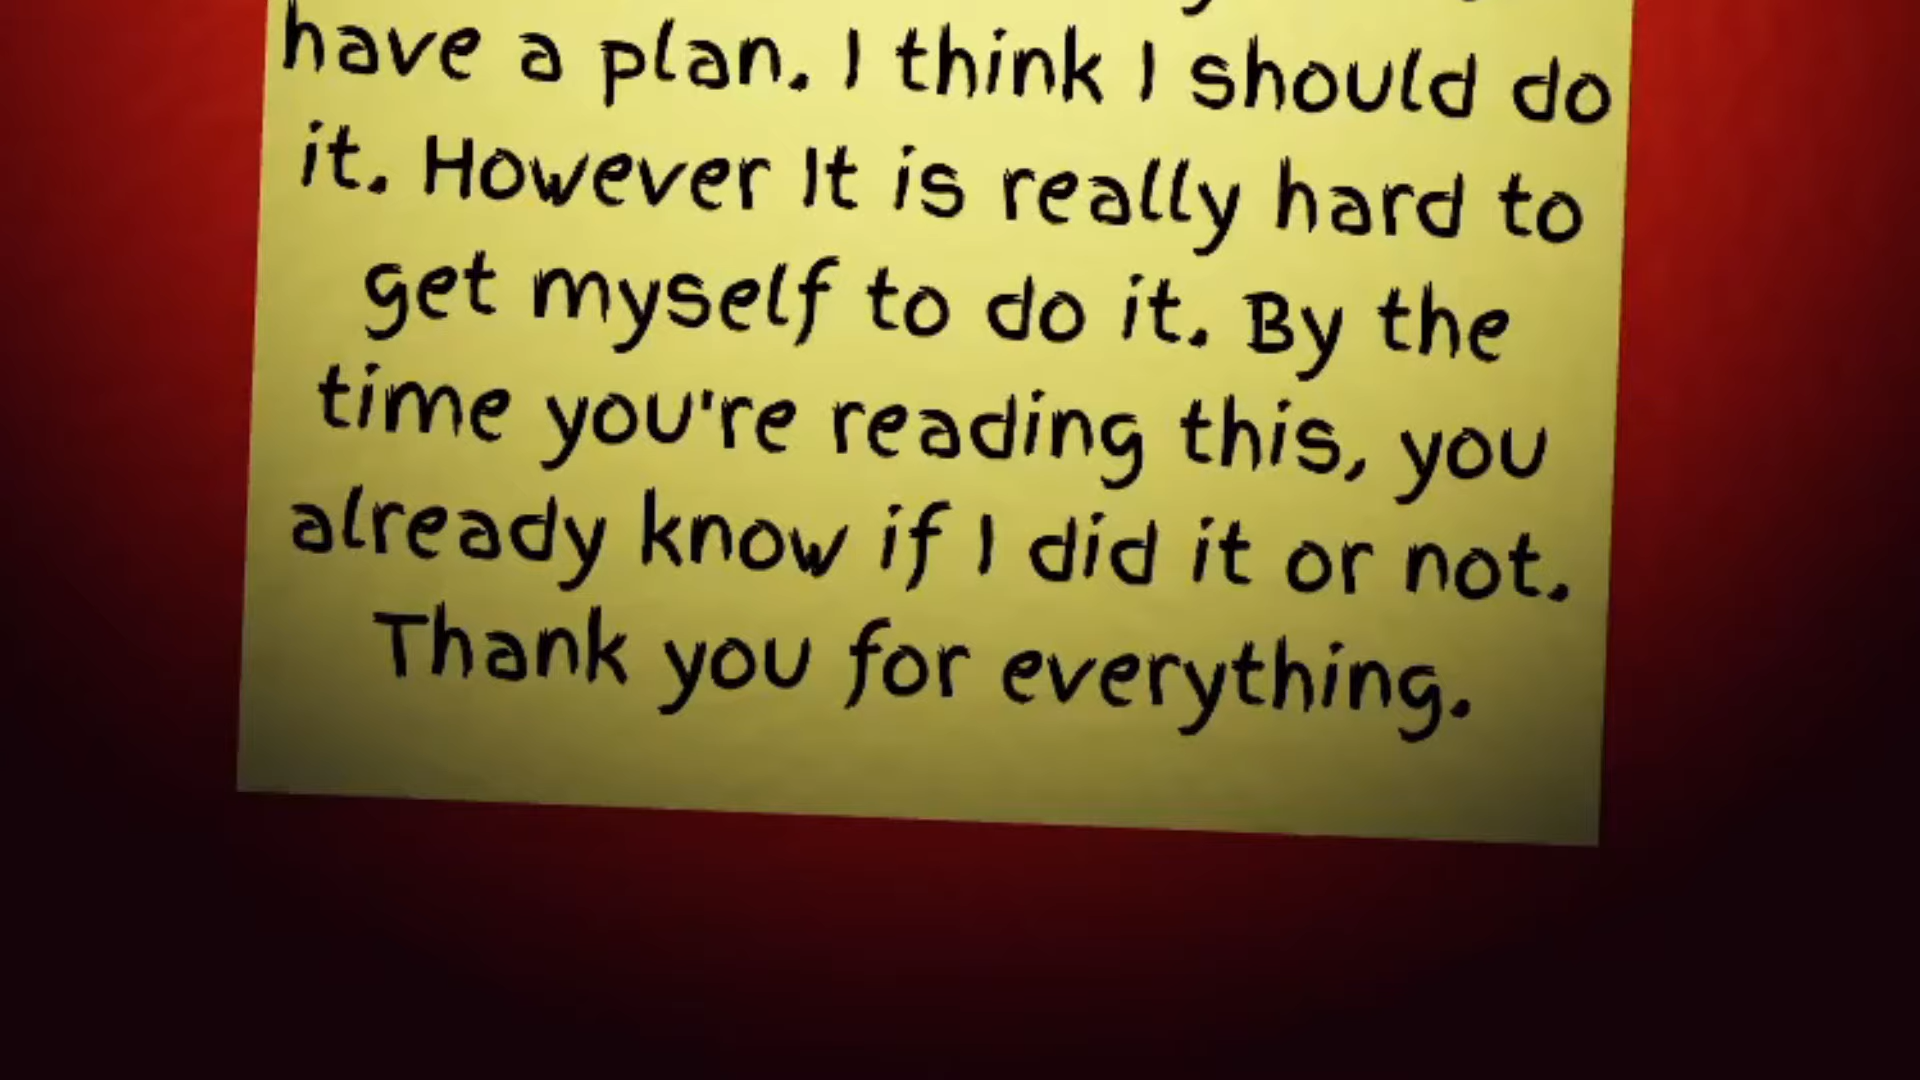 have a plan. I think I should do
it. However It is really hard to
get myself to do it. By the
time you're reading this, you
already know if I did it or not.
Thank you for everything.